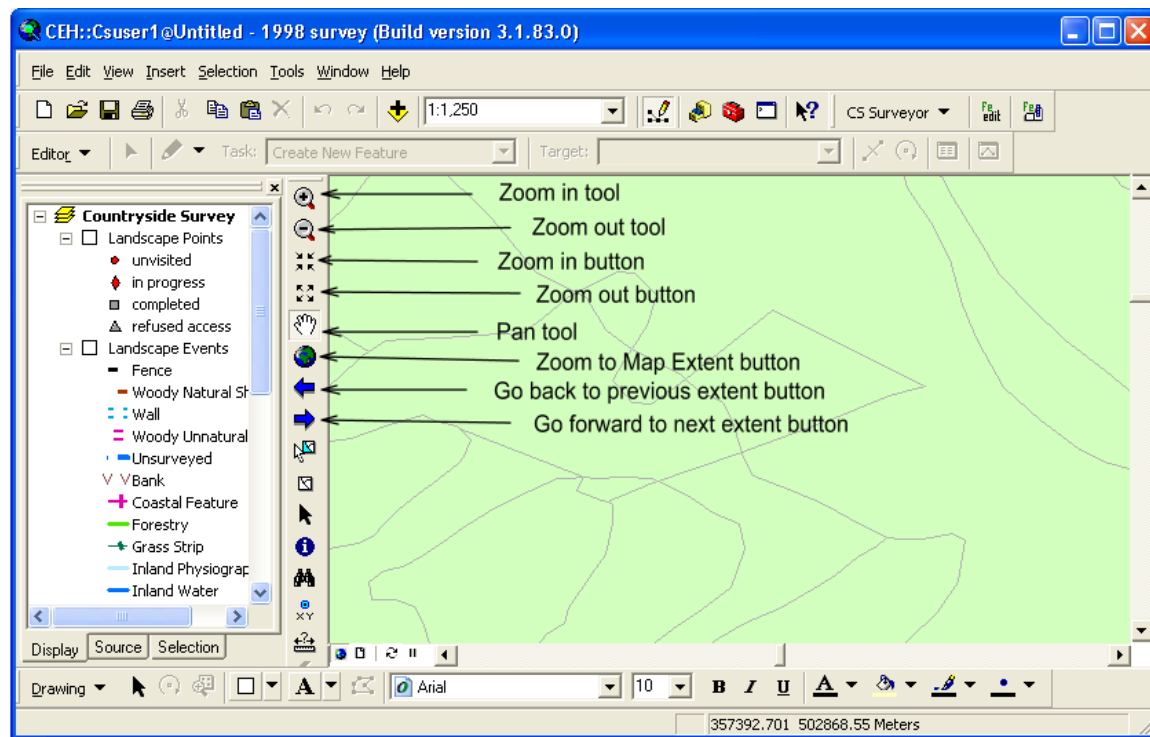 CEH::Csuser1@Untitled - 1998 survey (Build version 3.1.83.0)
File Edit View Insert Selection Tools Window Help
1:1,250 CS Surveyor Fe edit Fe
Editor Task: Create New Feature Target:
Countryside Survey
Landscape Points
unvisited
in progress
completed
refused access
Landscape Events
Fence
Woody Natural Sh
Wall
Woody Unnatural
Unsurveyed
Bank
Coastal Feature
Forestry
Grass Strip
Inland Physiograp
Inland Water
Display Source Selection
Zoom in tool
Zoom out tool
Zoom in button
Zoom out button
Pan tool
Zoom to Map Extent button
Go back to previous extent button
Go forward to next extent button
XY
Drawing A Arial 10 B I U A
357392.701 502868.55 Meters